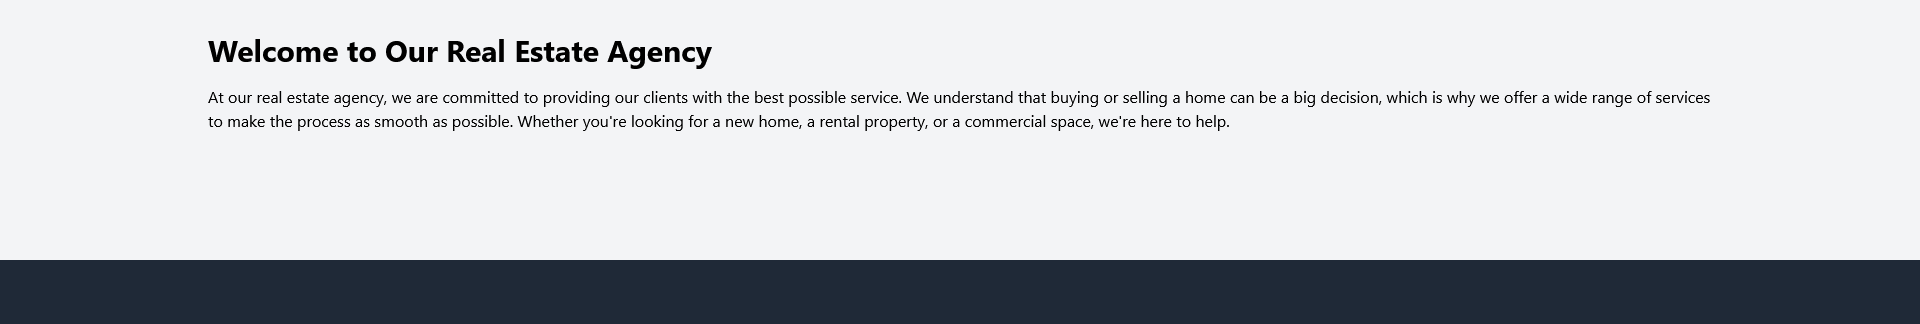 Welcome to Our Real Estate Agency
At our real estate agency, we are committed to providing our clients with the best possible service. We understand that buying or selling a home can be a big decision, which is why we offer a wide range of services
to make the process as smooth as possible. Whether you're looking for a new home, a rental property, or a commercial space, we're here to help.